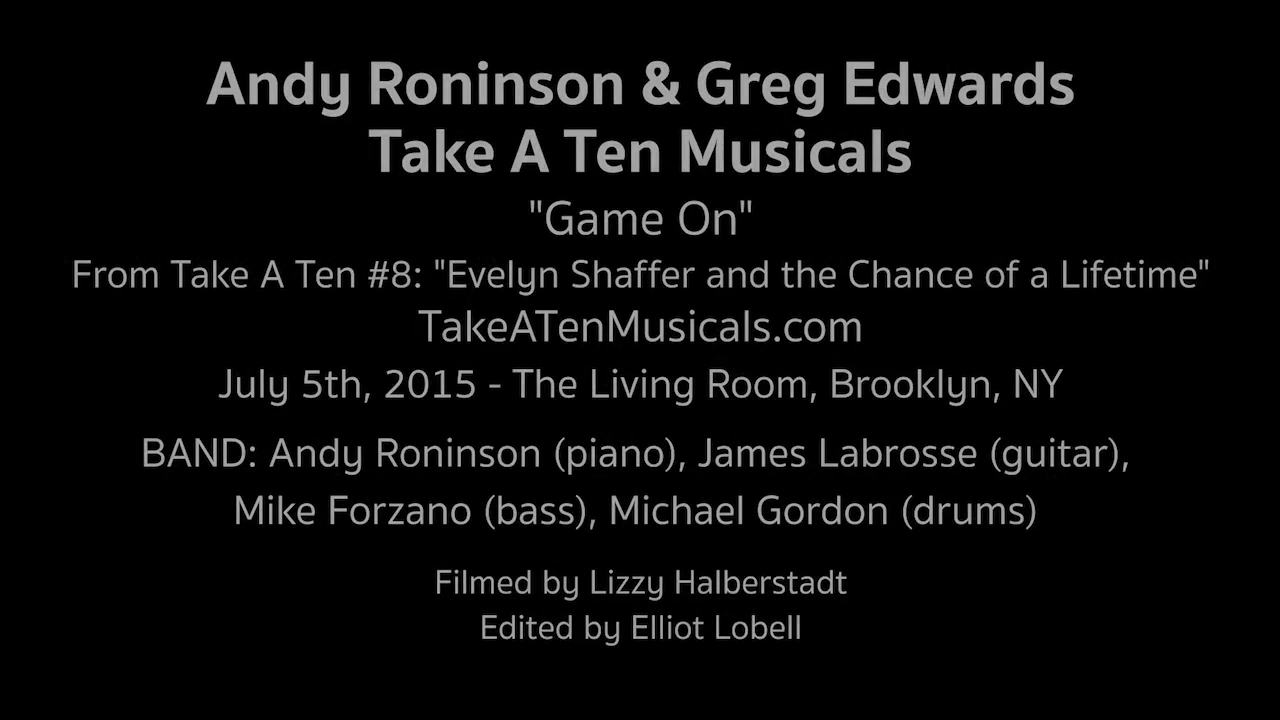 Andy Roninson & Greg Edwards
Take A Ten Musicals
"Game On"
From Take A Ten #8: "Evelyn Shaffer and the Chance of a Lifetime"
TakeATenMusicals.com
July 5th, 2015 - The Living Room, Brooklyn, NY
BAND: Andy Roninson (piano), James Labrosse (guitar),
Mike Forzano (bass), Michael Gordon (drums)
Filmed by Lizzy Halberstadt
Edited by Elliot Lobell